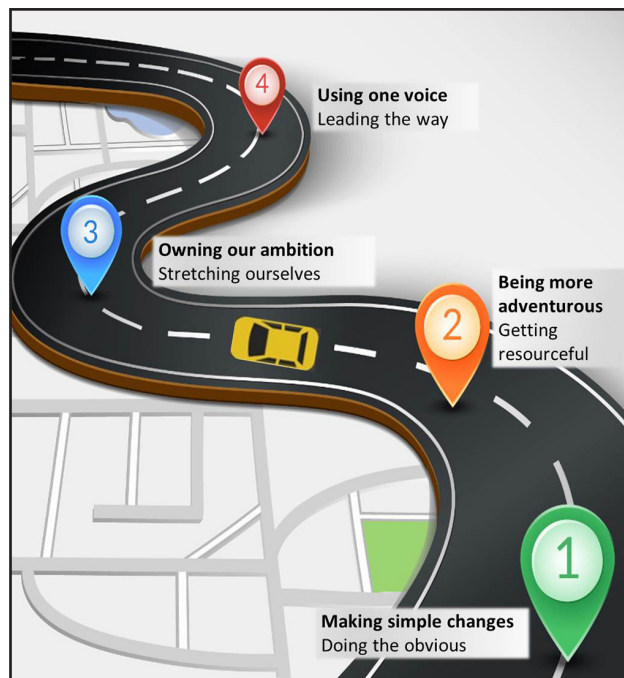 4
Using one voice
Leading the way
3
Owning our ambition
Stretching ourselves
Being more
adventurous
Getting
resourceful
2
Making simple changes
Doing the obvious
1